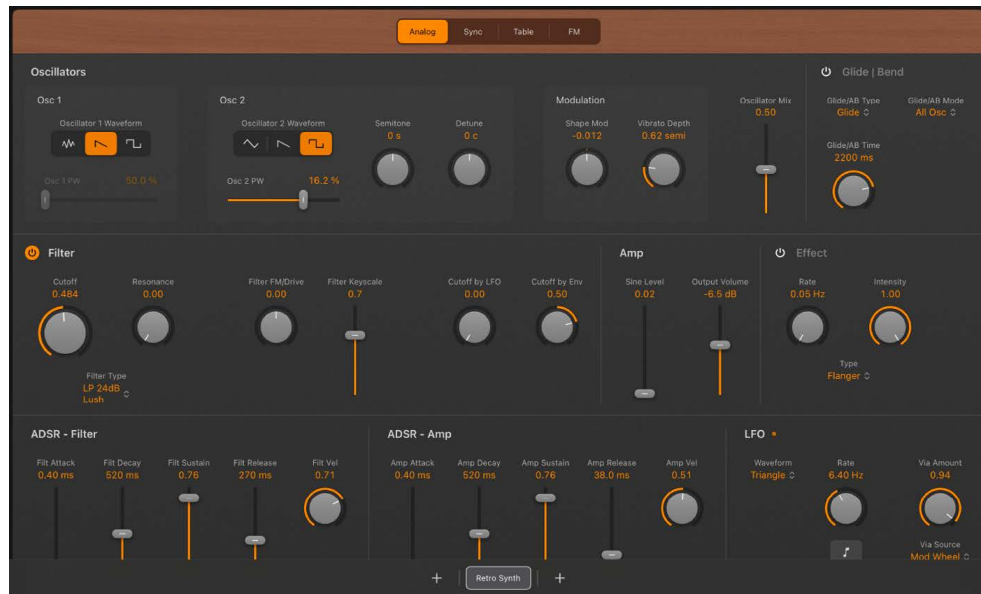 Analog Sync Table FM
Oscillators
Glide | Bend
Osc 1
Osc 2
Modulation
Oscillator Mix
0.50
Glide/AB Type
Glide
Glide/AB Mode
All Osc
Oscillator 1 Waveform
Oscillator 2 Waveform
Semitone
0 s
Detune
0 c
Shape Mod
-0.012
Vibrato Depth
0.62 semi
Glide/AB Time
2200 ms
Osc 1 PW 50.0 %
Osc 2 PW 16.2 %
Filter
Amp
Effect
Cutoff
0.484
Resonance
0.00
Filter FM/Drive
0.00
Filter Keyscale
0.7
Cutoff by LFO
0.00
Cutoff by Env
0.50
Sine Level
0.02
Output Volume
-6.5 dB
Rate
0.05 Hz
Intensity
1.00
Filter Type
LP 24dB
Lush
Type
Flanger
ADSR - Filter
ADSR - Amp
LFO
Filt Attack
0.40 ms
Filt Decay
520 ms
Filt Sustain
0.76
Filt Release
270 ms
Filt Vel
0.71
Amp Attack
0.40 ms
Amp Decay
520 ms
Amp Sustain
0.76
Amp Release
38.0 ms
Amp Vel
0.51
Waveform
Triangle
Rate
6.40 Hz
Via Amount
0.94
Via Source
Mod Wheel
+ Retro Synth +